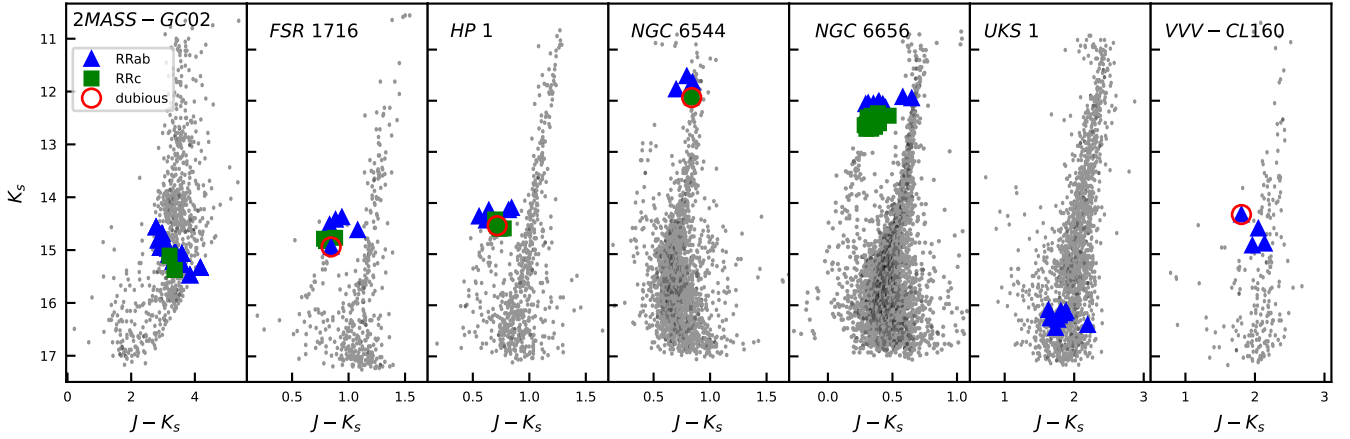 2MASS − GC02
FSR 1716
HP 1
NGC 6544
NGC 6656
UKS 1
VVV − CL160
RRab
RRc
dubious
11
12
13
14
15
16
17
K_s
0 2 4
0.5 1.0 1.5
0.5 1.0 1.5
0.5 1.0
0.0 0.5 1.0
1 2 3
1 2 3
J − K_s
J − K_s
J − K_s
J − K_s
J − K_s
J − K_s
J − K_s